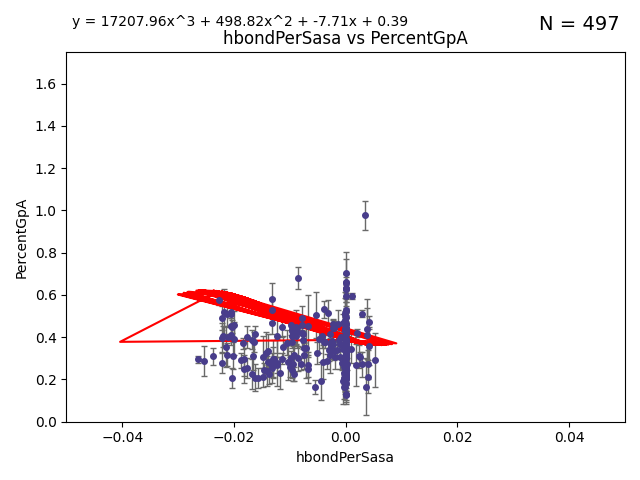 y = 17207.96x^3 + 498.82x^2 + -7.71x + 0.39
N = 497
hbondPerSasa vs PercentGpA
1.6
1.4
1.2
1.0
0.8
0.6
0.4
0.2
0.0
PercentGpA
−0.04 −0.02 0.00 0.02 0.04
hbondPerSasa